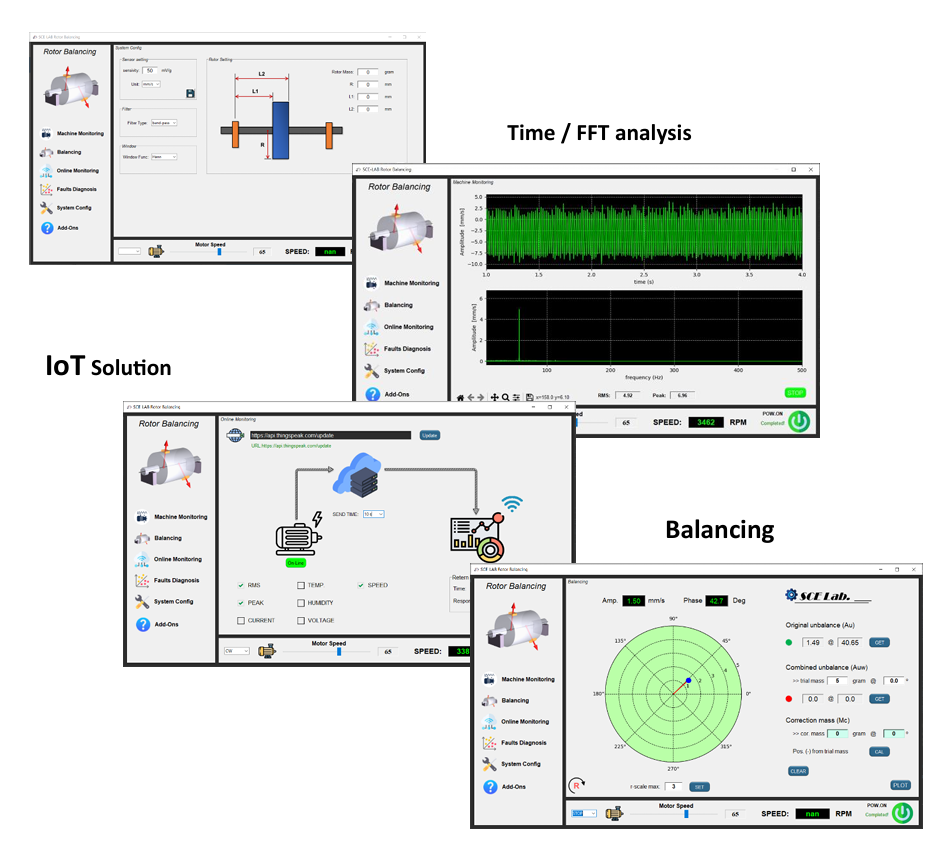 SCE LAB Rotor Balancing
Rotor Balancing
Machine Monitoring
Balancing
Online Monitoring
Faults Diagnosis
System Config
Add-Ons
System Config
Sensor setting
sensivity: 50 mV/g
Unit: mm/s
Filter
Filter Type: band pass
Window
Window Func:
Rotor Setting
L2
L1
R
Rotor Mass: 0 gram
R: 0 mm
L1: 0 mm
L2: 0 mm
Motor Speed
65
SPEED: nan
Time / FFT analysis
SCE-LAB Rotor Balancing
Rotor Balancing
Machine Monitoring
Balancing
Online Monitoring
Faults Diagnosis
System Config
Add-Ons
Machine Monitoring
Amplitude [mm/s]
5.0
2.5
0.0
−2.5
−5.0
−7.5
−10.0
1.0 1.5 2.0 2.5 3.0 3.5 4.0
time (s)
Amplitude [mm/s]
6
4
2
0
100 200 300 400 500
frequency (Hz)
x=158.0 y=6.10
RMS: 4.92 Peak: 6.96
STOP
65
SPEED: 3462 RPM
POW.ON
Completed!
IoT Solution
SCE LAB Rotor Balancing
Rotor Balancing
Machine Monitoring
Balancing
Online Monitoring
Faults Diagnosis
System Config
Add-Ons
Online Monitoring
https://api.thingspeak.com/update
Update
URL:https://api.thingspeak.com/update
SEND TIME: 10 s
On Line
RMS TEMP. SPEED
PEAK HUMIDITY
CURRENT VOLTAGE
Retern
Time:
Respon
CW
Motor Speed
65
SPEED: 338
Balancing
SCE LAB Rotor Balancing
Rotor Balancing
Machine Monitoring
Balancing
Online Monitoring
Faults Diagnosis
System Config
Add-Ons
Balancing
Amp. 1.50 mm/s Phase 42.7 Deg
90°
135° 45°
180° 0°
225° 315°
270°
1 2 3 4 5
R
r-scale max: 3 SET
SCE Lab.
Original unbalance (Au)
1.49 @ 40.65 GET
Combined unbalance (Auw)
>> trial mass 5 gram @ 0.0 °
0.0 @ 0.0 GET
Correction mass (Mc)
>> cor. mass 0 gram @ 0 °
Pos. (-) from trial mass CAL
CLEAR
PLOT
STOP
Motor Speed
65
SPEED: nan RPM
POW.ON
Completed!